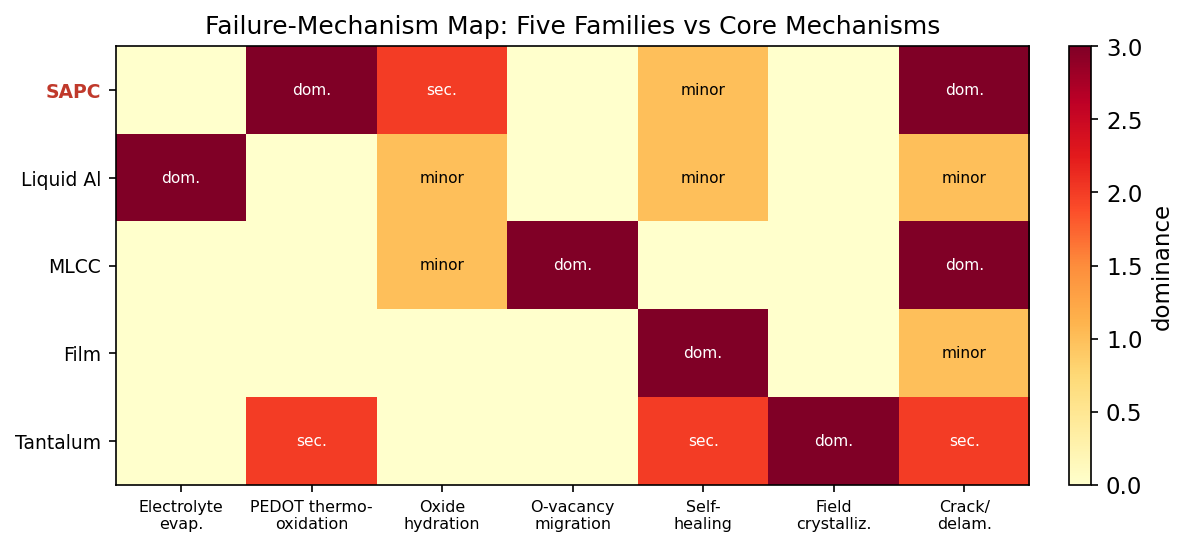 Failure-Mechanism Map: Five Families vs Core Mechanisms
SAPC
dom.
sec.
minor
dom.
Liquid Al
dom.
minor
minor
minor
MLCC
minor
dom.
dom.
Film
dom.
minor
Tantalum
sec.
sec.
dom.
sec.
Electrolyte
evap.
PEDOT thermo-
oxidation
Oxide
hydration
O-vacancy
migration
Self-
healing
Field
crystalliz.
Crack/
delam.
3.0
2.5
2.0
1.5
1.0
0.5
0.0
dominance